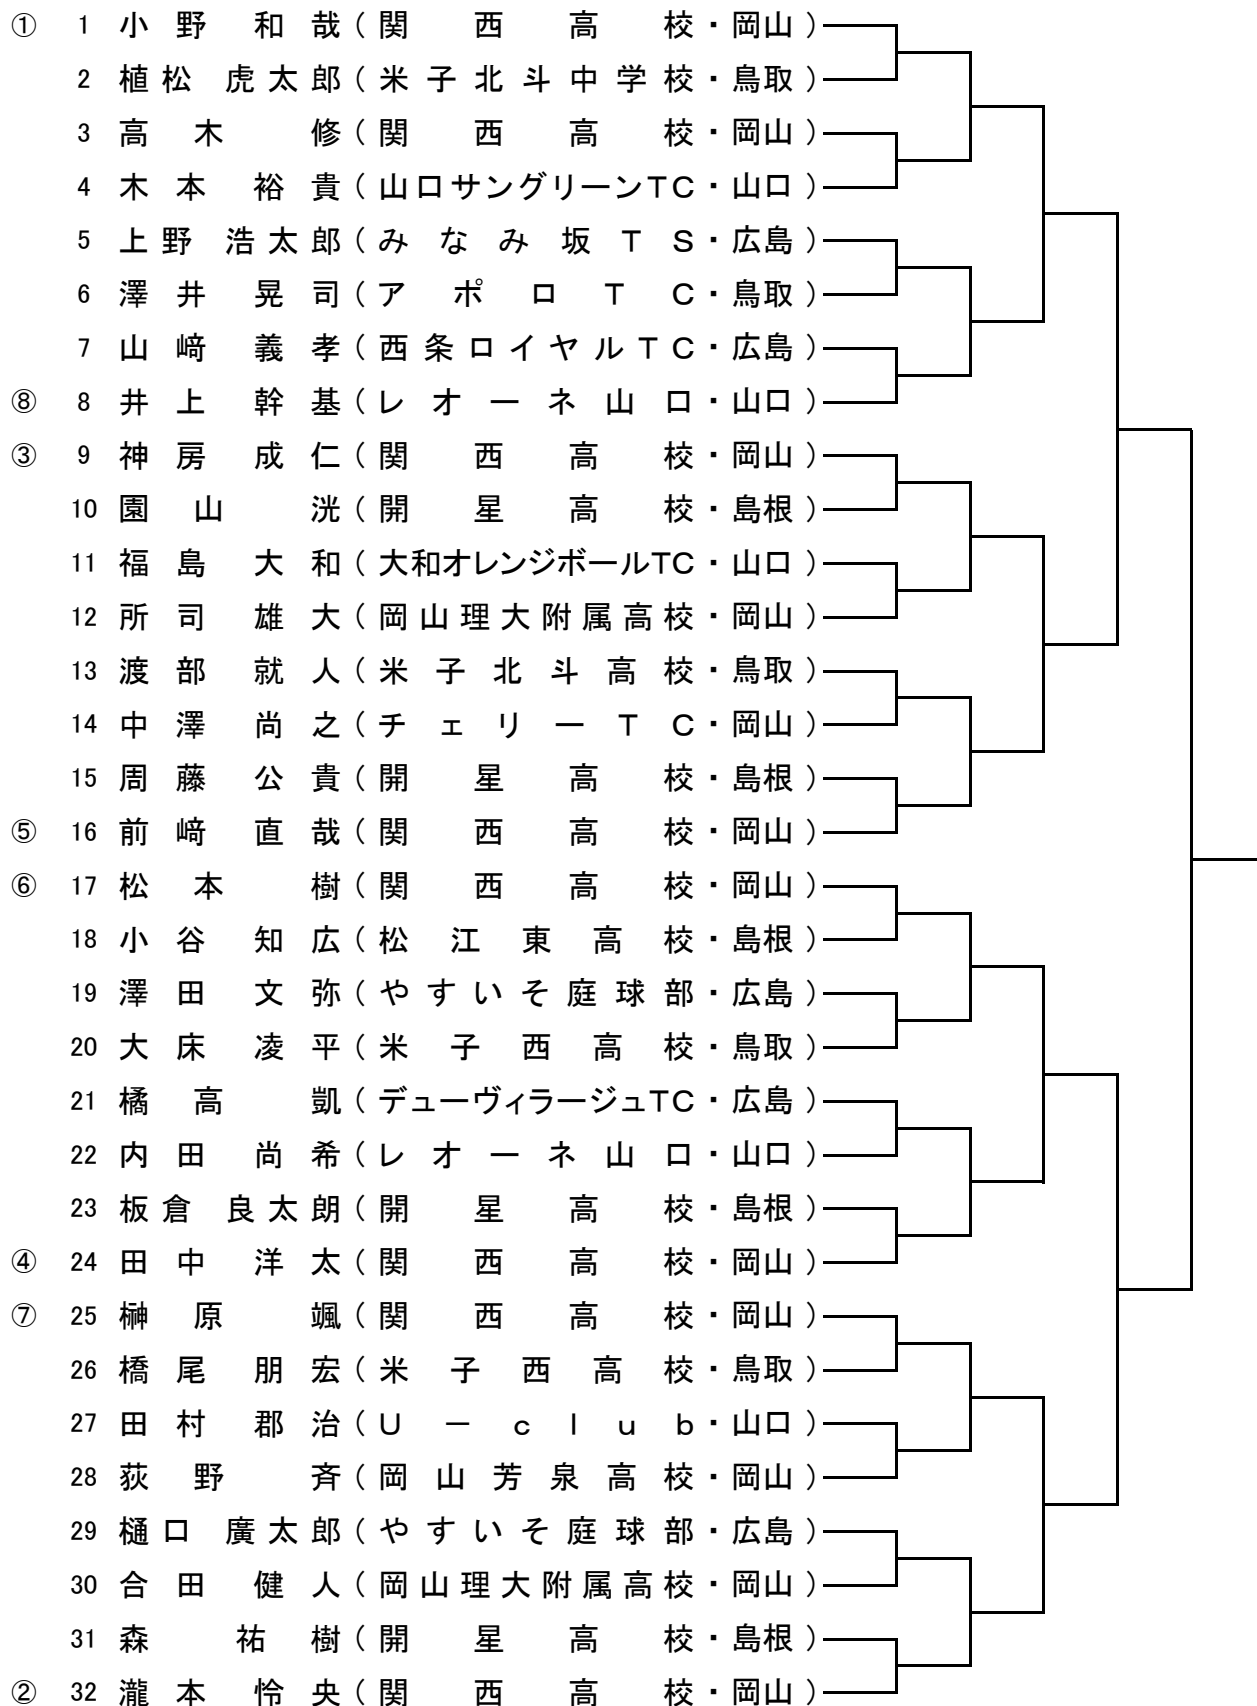 ① 1 小野 和哉 (関西高校・岡山)
2 植松 虎太郎 (米子北斗中学校・鳥取)
3 高木 修 (関西高校・岡山)
4 木本 裕貴 (山口サングリーンTC・山口)
5 上野 浩太郎 (みなみ坂TS・広島)
6 澤井 晃司 (アポロTC・鳥取)
7 山﨑 義孝 (西条ロイヤルTC・広島)
⑧ 8 井上 幹基 (レオーネ山口・山口)
③ 9 神房 成仁 (関西高校・岡山)
10 園山 洸 (開星高校・島根)
11 福島 大和 (大和オレンジボールTC・山口)
12 所司 雄大 (岡山理大附属高校・岡山)
13 渡部 就人 (米子北斗高校・鳥取)
14 中澤 尚之 (チェリーTC・岡山)
15 周藤 公貴 (開星高校・島根)
⑤ 16 前﨑 直哉 (関西高校・岡山)
⑥ 17 松本 樹 (関西高校・岡山)
18 小谷 知広 (松江東高校・島根)
19 澤田 文弥 (やすいそ庭球部・広島)
20 大床 凌平 (米子西高校・鳥取)
21 橘高 凱 (デューヴィラージュTC・広島)
22 内田 尚希 (レオーネ山口・山口)
23 板倉 良太朗 (開星高校・島根)
④ 24 田中 洋太 (関西高校・岡山)
⑦ 25 榊原 颯 (関西高校・岡山)
26 橋尾 朋宏 (米子西高校・鳥取)
27 田村 郡治 (U－club・山口)
28 荻野 斉 (岡山芳泉高校・岡山)
29 樋口 廣太郎 (やすいそ庭球部・広島)
30 合田 健人 (岡山理大附属高校・岡山)
31 森 祐樹 (開星高校・島根)
② 32 瀧本 怜央 (関西高校・岡山)